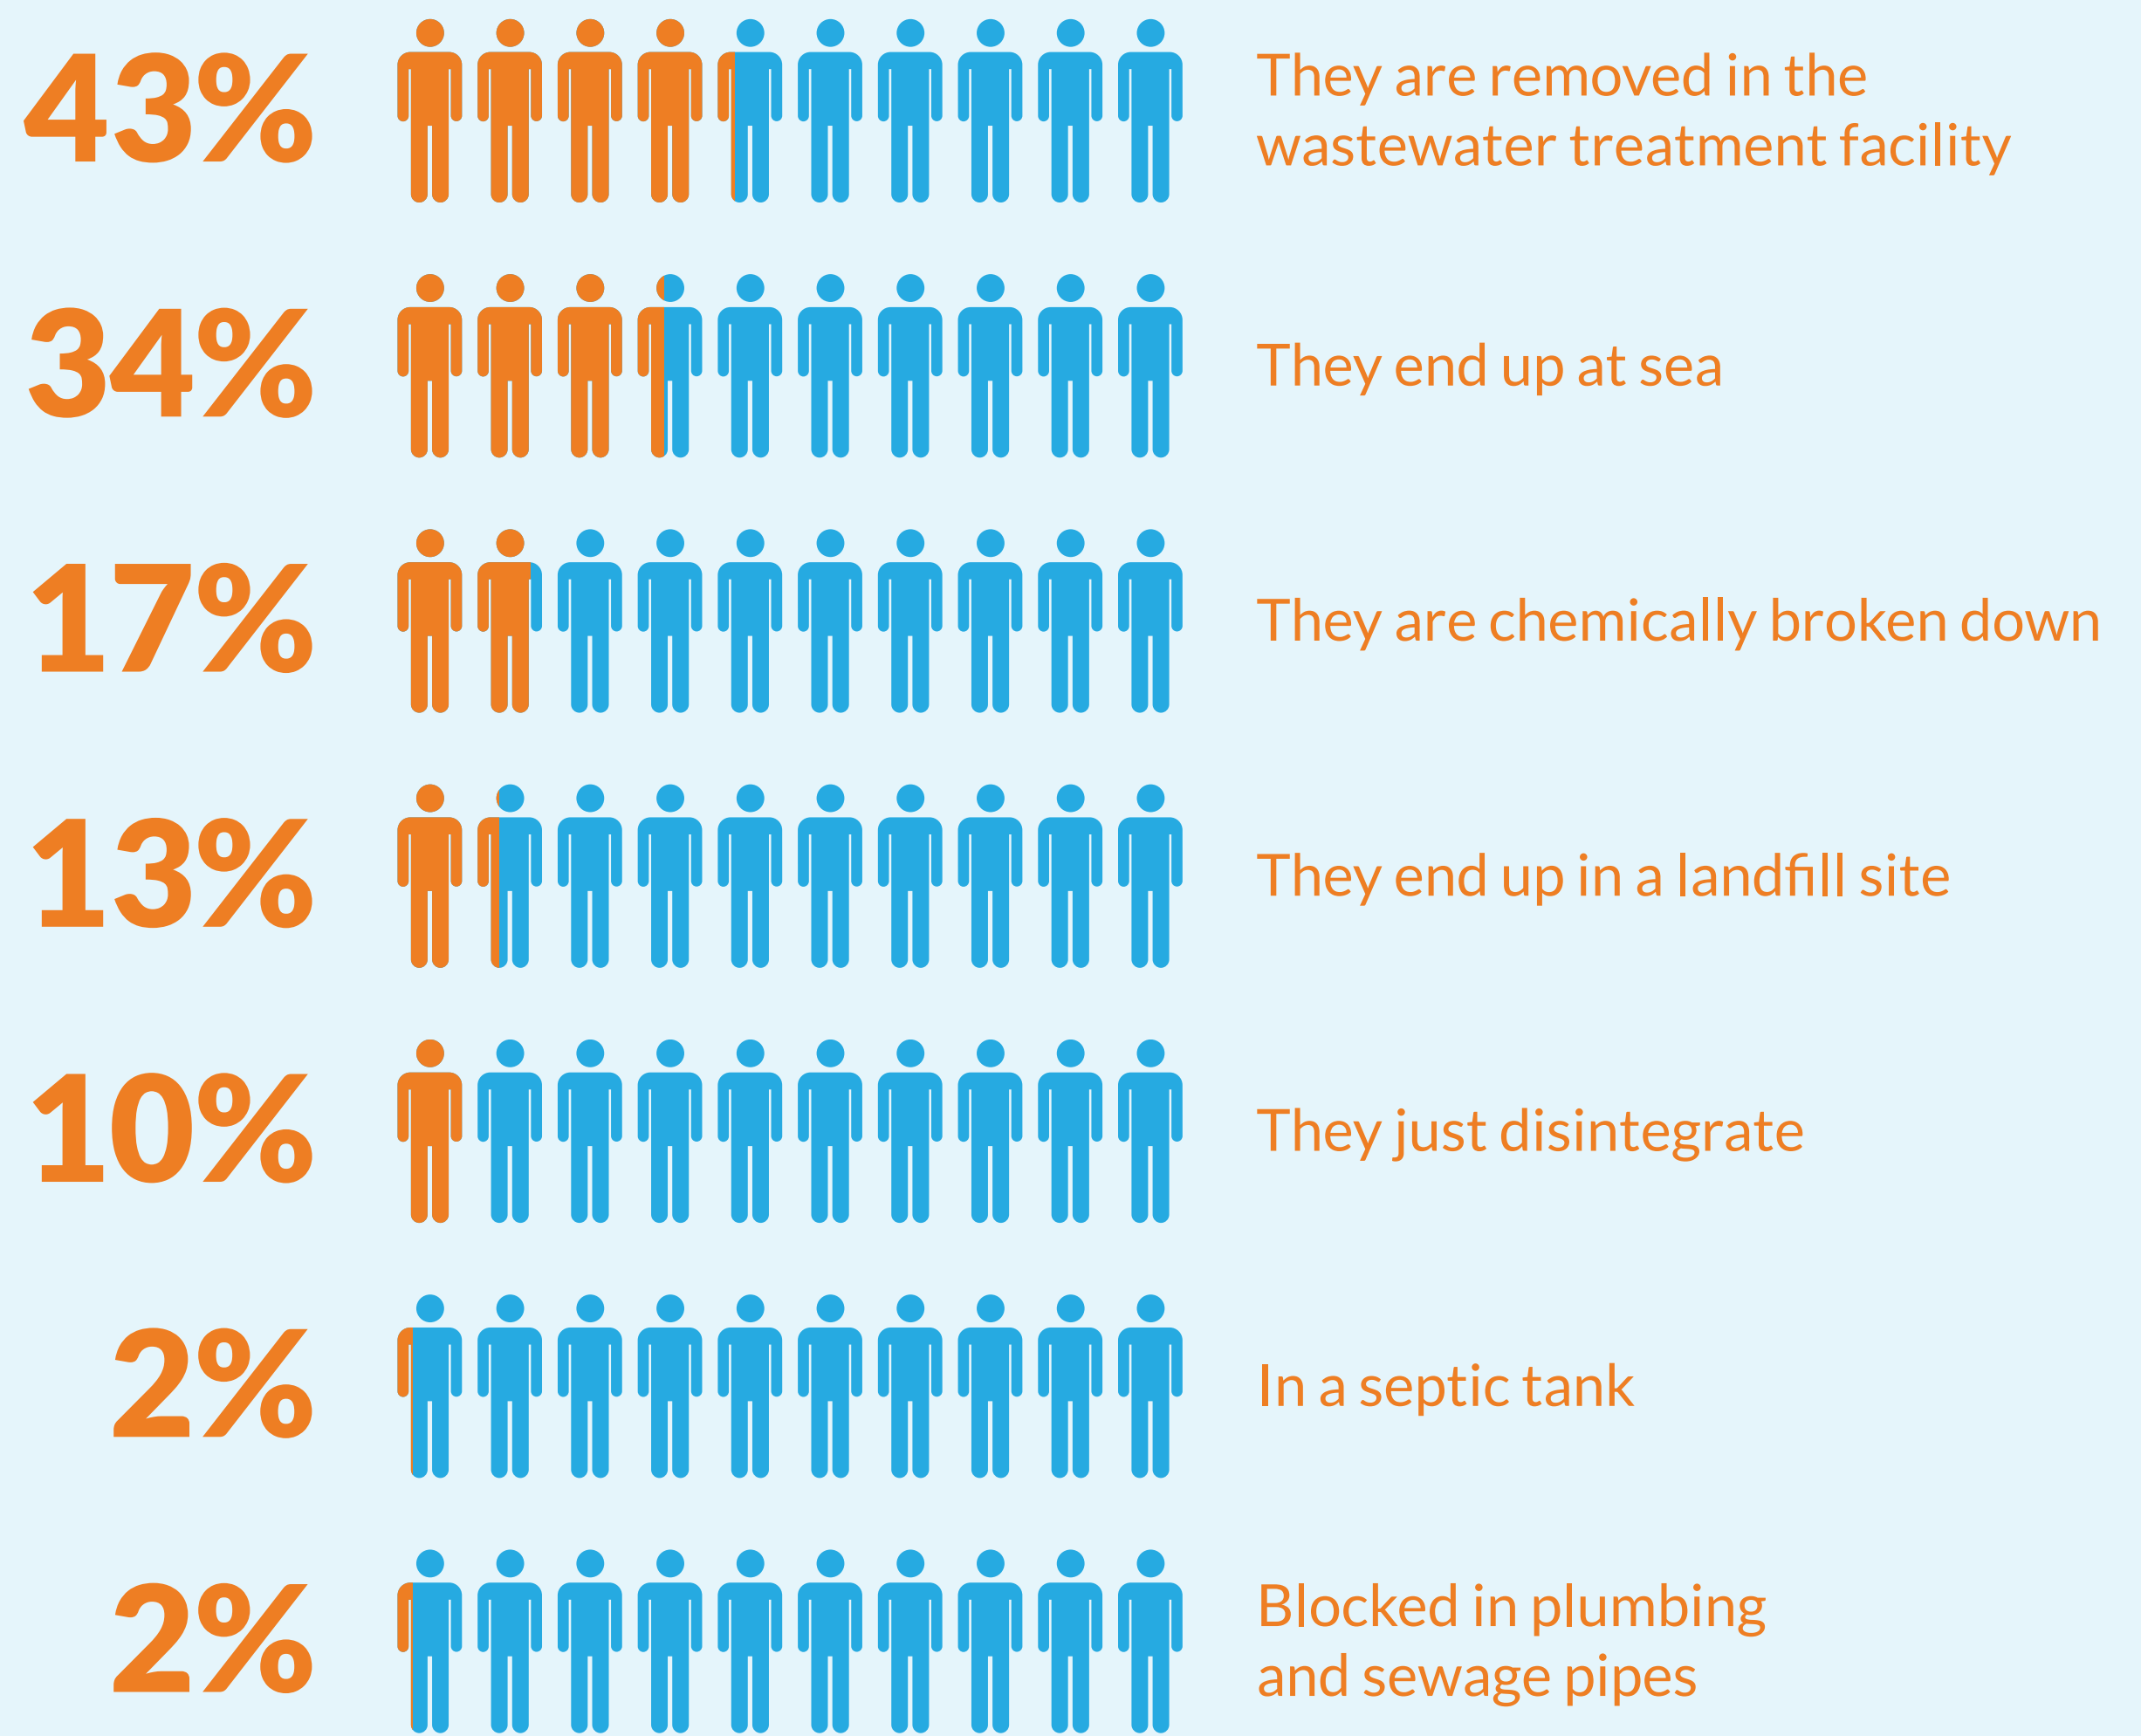 43%
They are removed in the
wastewater treatment facility
34%
They end up at sea
17%
They are chemically broken down
13%
They end up in a landfill site
10%
They just disintegrate
2%
In a septic tank
2%
Blocked in plumbing
and sewage pipes